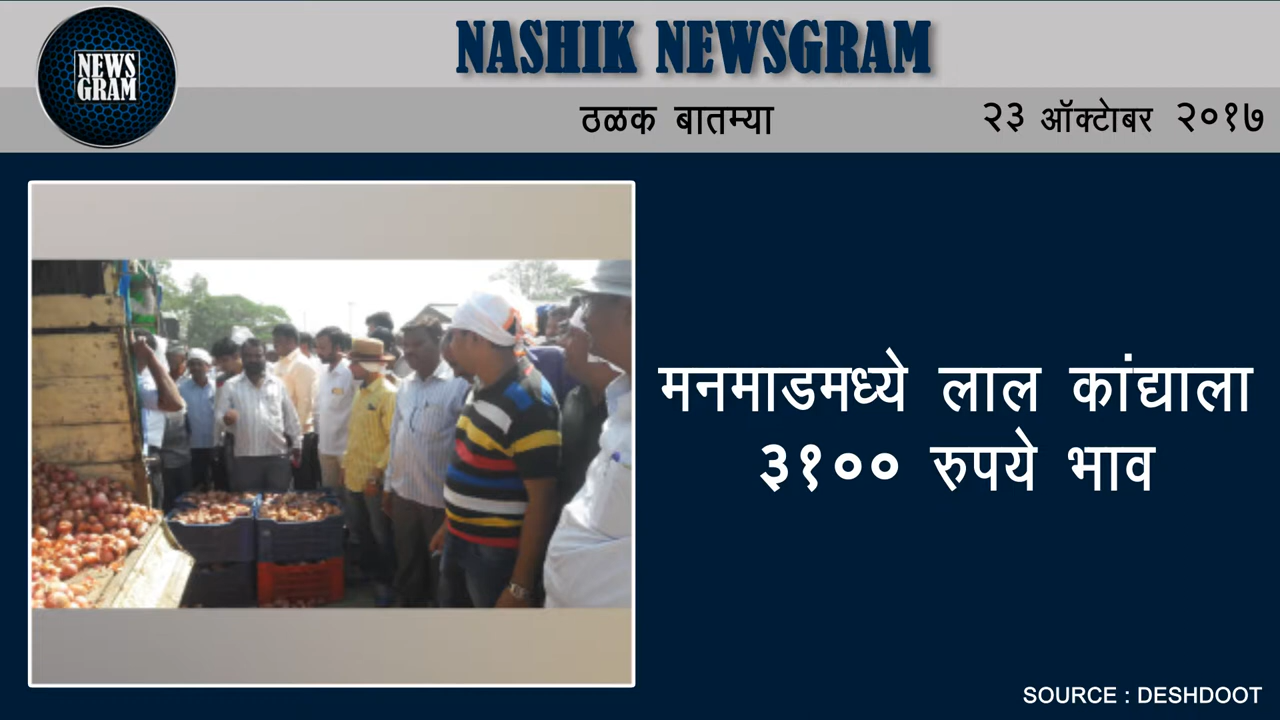 NEWS
GRAM
NASHIK NEWSGRAM
ठळक बातम्या
२३ ऑक्टोबर २०१७
मनमाडमध्ये लाल कांद्याला
३१०० रुपये भाव
SOURCE : DESHDOOT